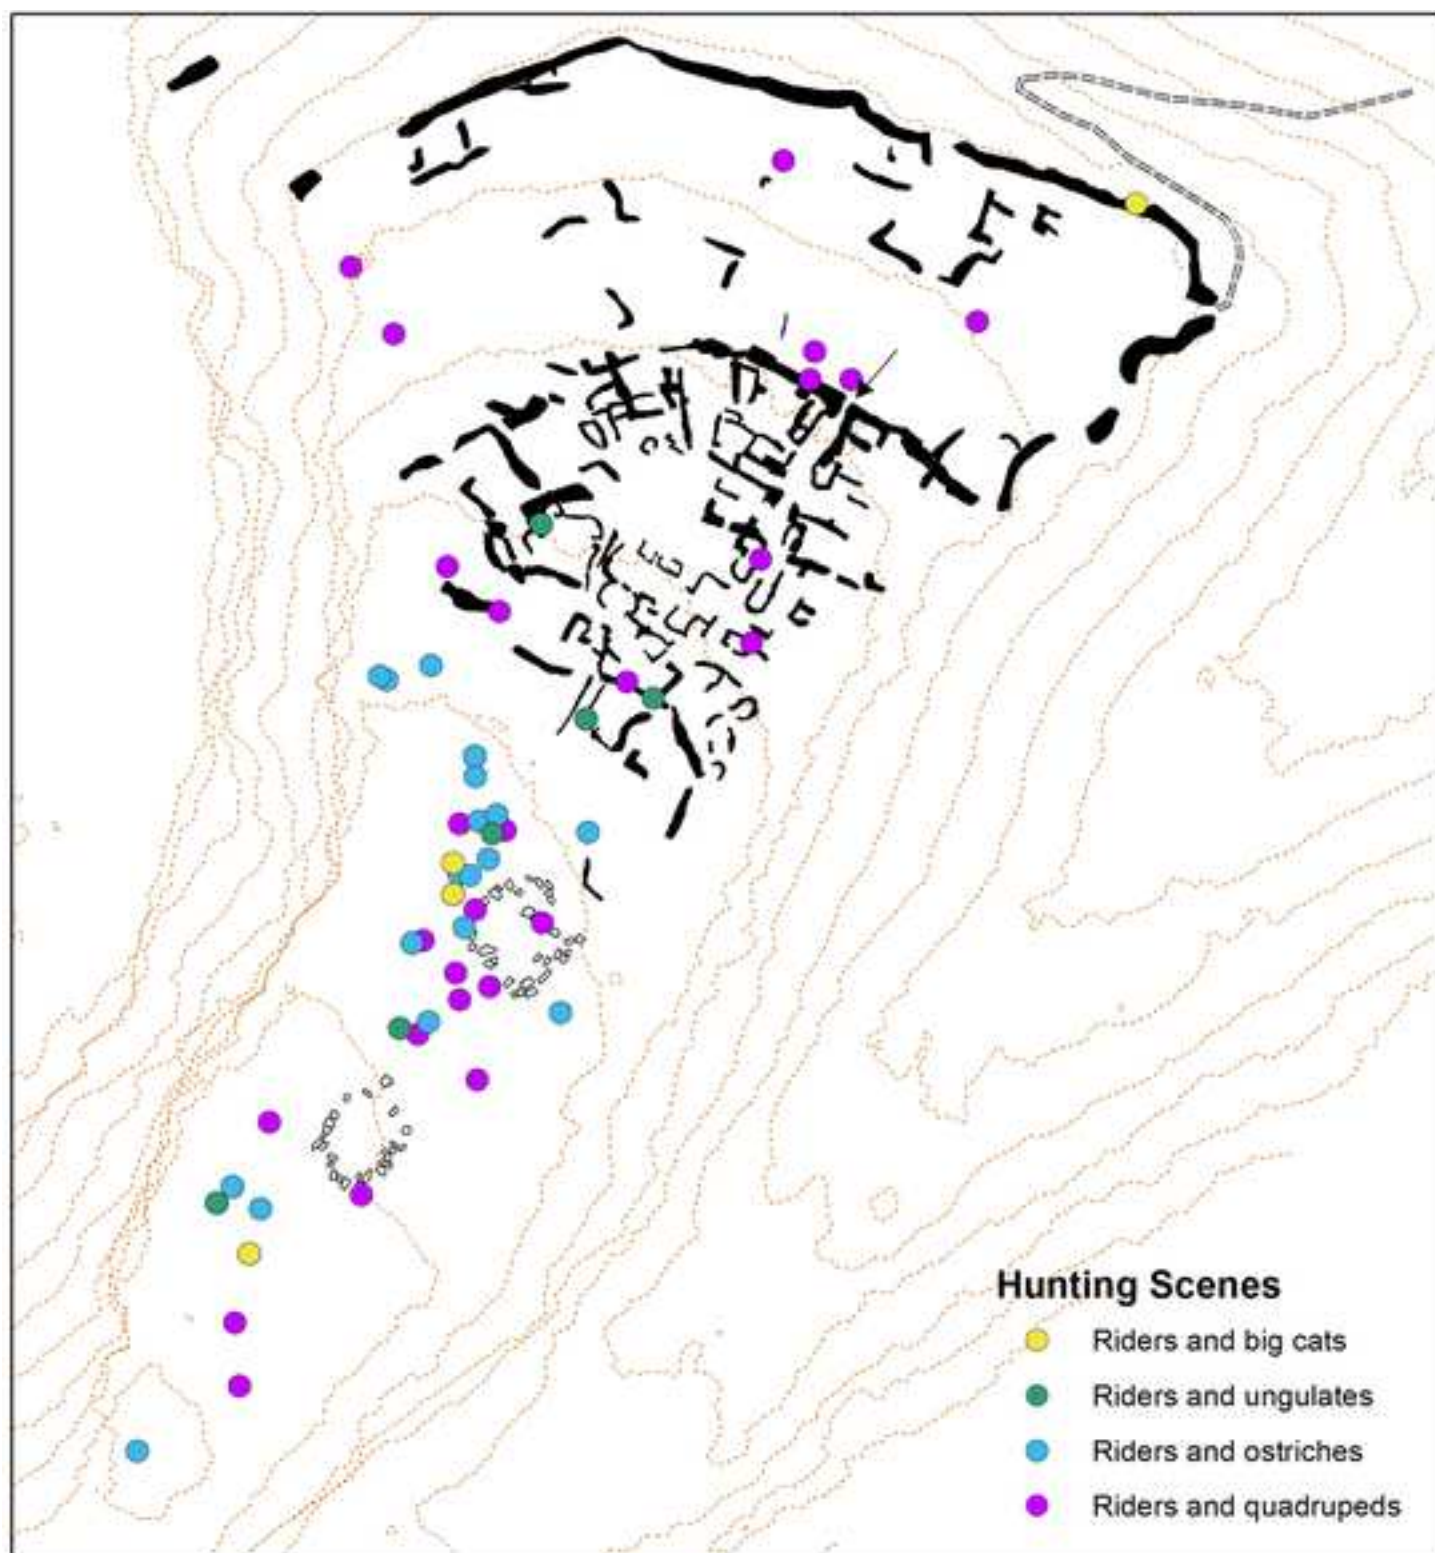 Hunting Scenes
Riders and big cats
Riders and ungulates
Riders and ostriches
Riders and quadrupeds